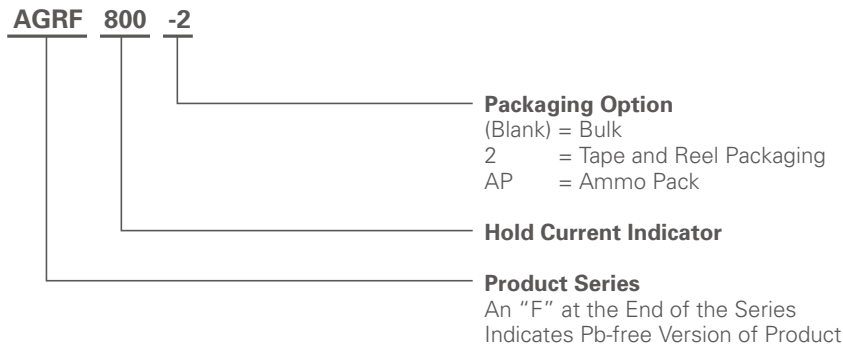 AGRF 800 -2
Packaging Option
(Blank) = Bulk
2 = Tape and Reel Packaging
AP = Ammo Pack
Hold Current Indicator
Product Series
An “F” at the End of the Series
Indicates Pb-free Version of Product